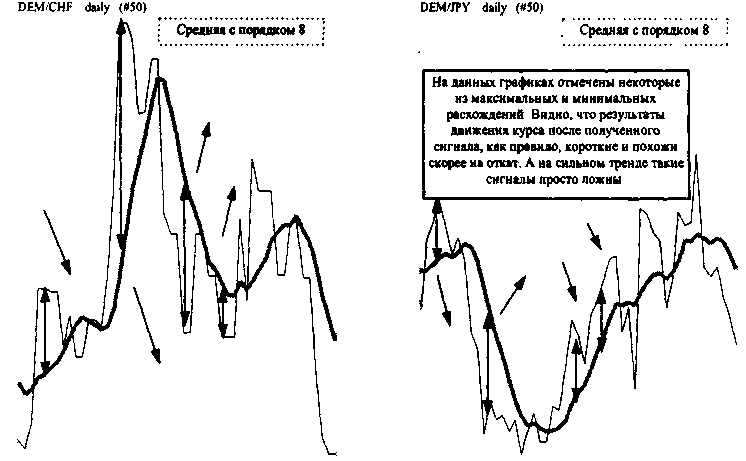 DEM/CHF daily (#50)
Средняя с порядком 8
DEM/JPY daily (#50)
Средняя с порядком 8
На данных графиках отмечены некоторые
из максимальных и минимальных
расхождений Видно, что результаты
движения курса после полученного
сигнала, как правило, короткие и похожи
скорее на откат. А на сильном тренде такие
сигналы просто ложны